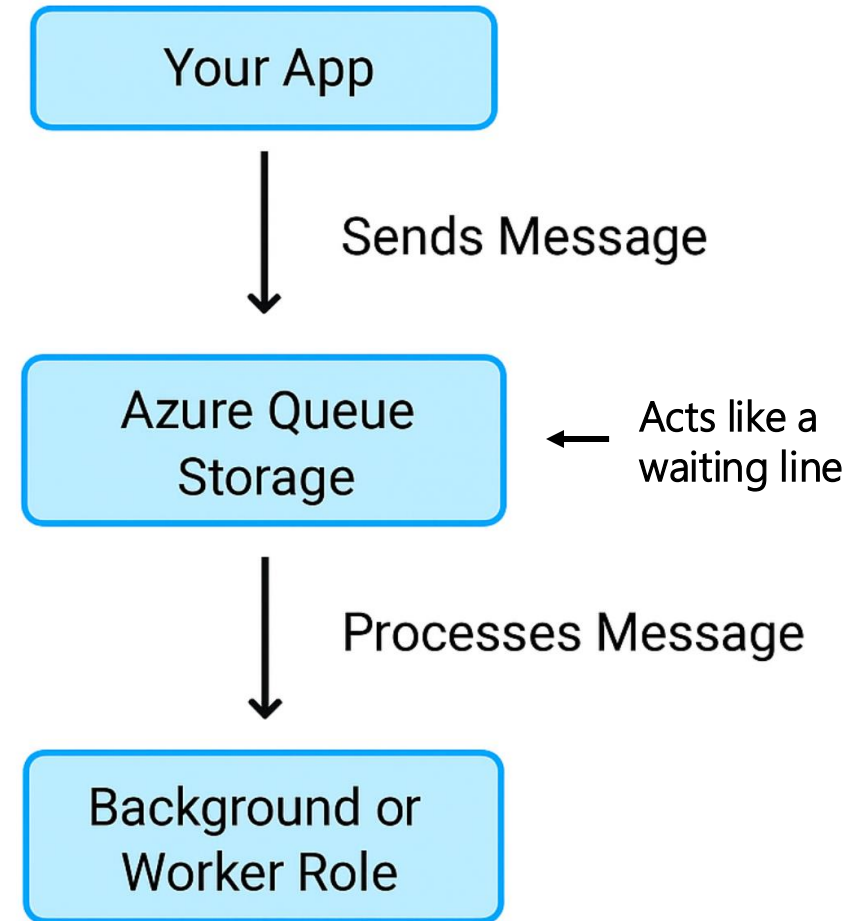 Your App
Sends Message
Azure Queue
Storage
Acts like a
waiting line
Processes Message
Background or
Worker Role